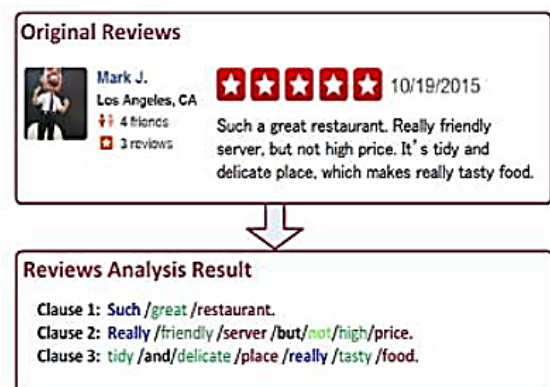 Original Reviews
Mark J.
Los Angeles, CA
4 friends
3 reviews
10/19/2015
Such a great restaurant. Really friendly
server, but not high price. It's tidy and
delicate place, which makes really tasty food.
Reviews Analysis Result
Clause 1: Such /great /restaurant.
Clause 2: Really /friendly /server /but/not/high/price.
Clause 3: tidy /and/delicate /place /really /tasty /food.